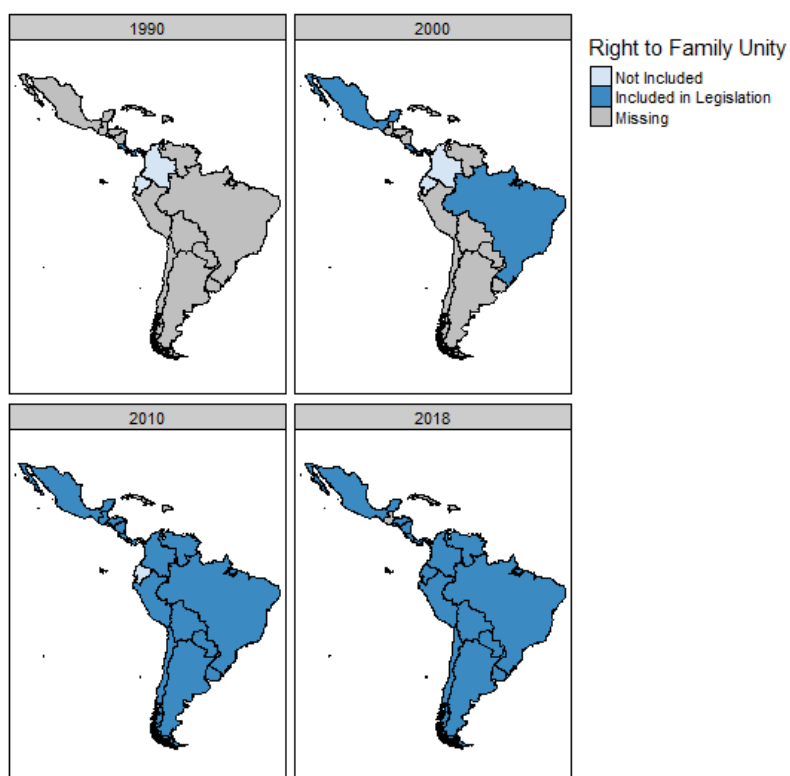 1990
2000
Right to Family Unity
Not Included
Included in Legislation
Missing
2010
2018